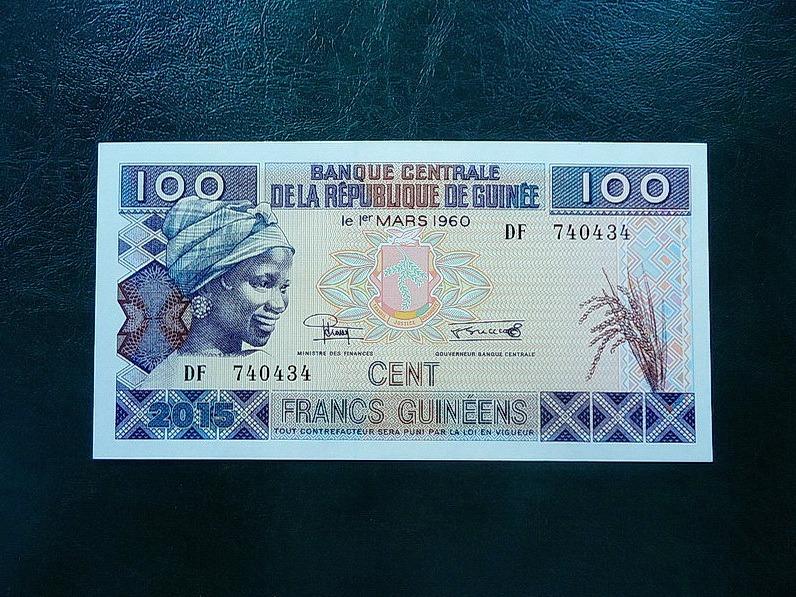 100
BANQUE CENTRALE
DE LA RÉPUBLIQUE DE GUINÉE
100
le 1er MARS 1960
DF 740434
JUSTICE
MINISTRE DES FINANCES
GOUVERNEUR BANQUE CENTRALE
DF 740434
CENT
2015
FRANCS GUINÉENS
TOUT CONTREFACTEUR SERA PUNI PAR LA LOI EN VIGUEUR